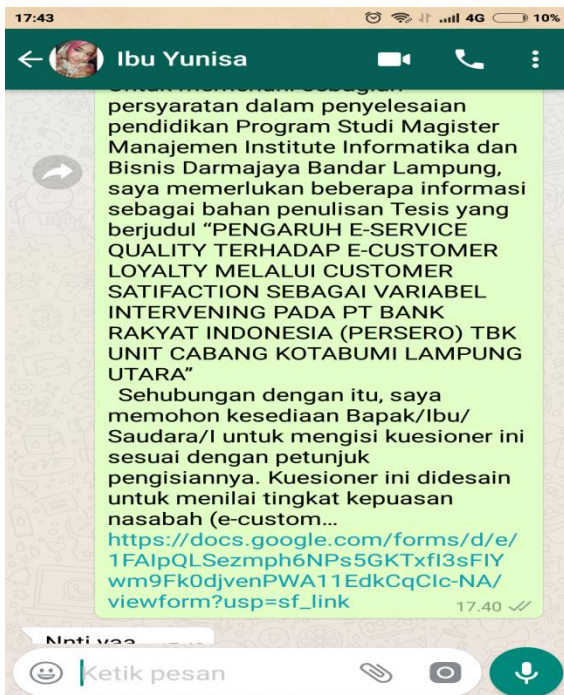 17:43
4G 10%
Ibu Yunisa
persyaratan dalam penyelesaian
pendidikan Program Studi Magister
Manajemen Institute Informatika dan
Bisnis Darmajaya Bandar Lampung,
saya memerlukan beberapa informasi
sebagai bahan penulisan Tesis yang
berjudul “PENGARUH E-SERVICE
QUALITY TERHADAP E-CUSTOMER
LOYALTY MELALUI CUSTOMER
SATIFACTION SEBAGAI VARIABEL
INTERVENING PADA PT BANK
RAKYAT INDONESIA (PERSERO) TBK
UNIT CABANG KOTABUMI LAMPUNG
UTARA”
Sehubungan dengan itu, saya
memohon kesediaan Bapak/Ibu/
Saudara/I untuk mengisi kuesioner ini
sesuai dengan petunjuk
pengisiannya. Kuesioner ini didesain
untuk menilai tingkat kepuasan
nasabah (e-custom...
https://docs.google.com/forms/d/e/
1FAIpQLSezmph6NPs5GKTxfI3sFIY
wm9Fk0djvenPWA11EdkCqCIc-NA/
viewform?usp=sf_link
17.40
Ketik pesan